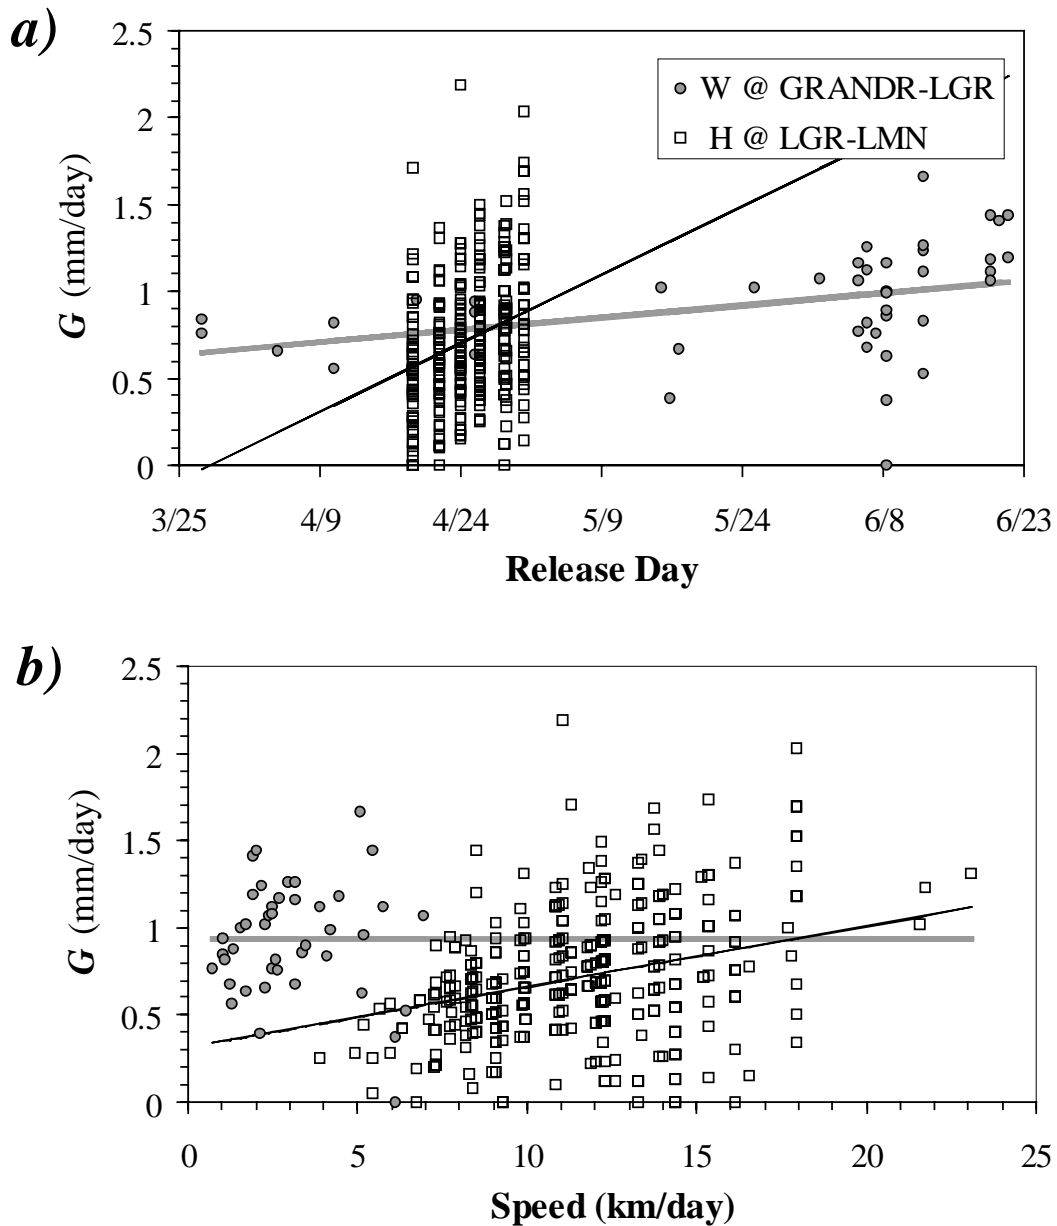 a)
2.5
2
1.5
1
0.5
0
G (mm/day)
W @ GRANDR-LGR
H @ LGR-LMN
3/25 4/9 4/24 5/9 5/24 6/8 6/23
Release Day
b)
2.5
2
1.5
1
0.5
0
G (mm/day)
0 5 10 15 20 25
Speed (km/day)